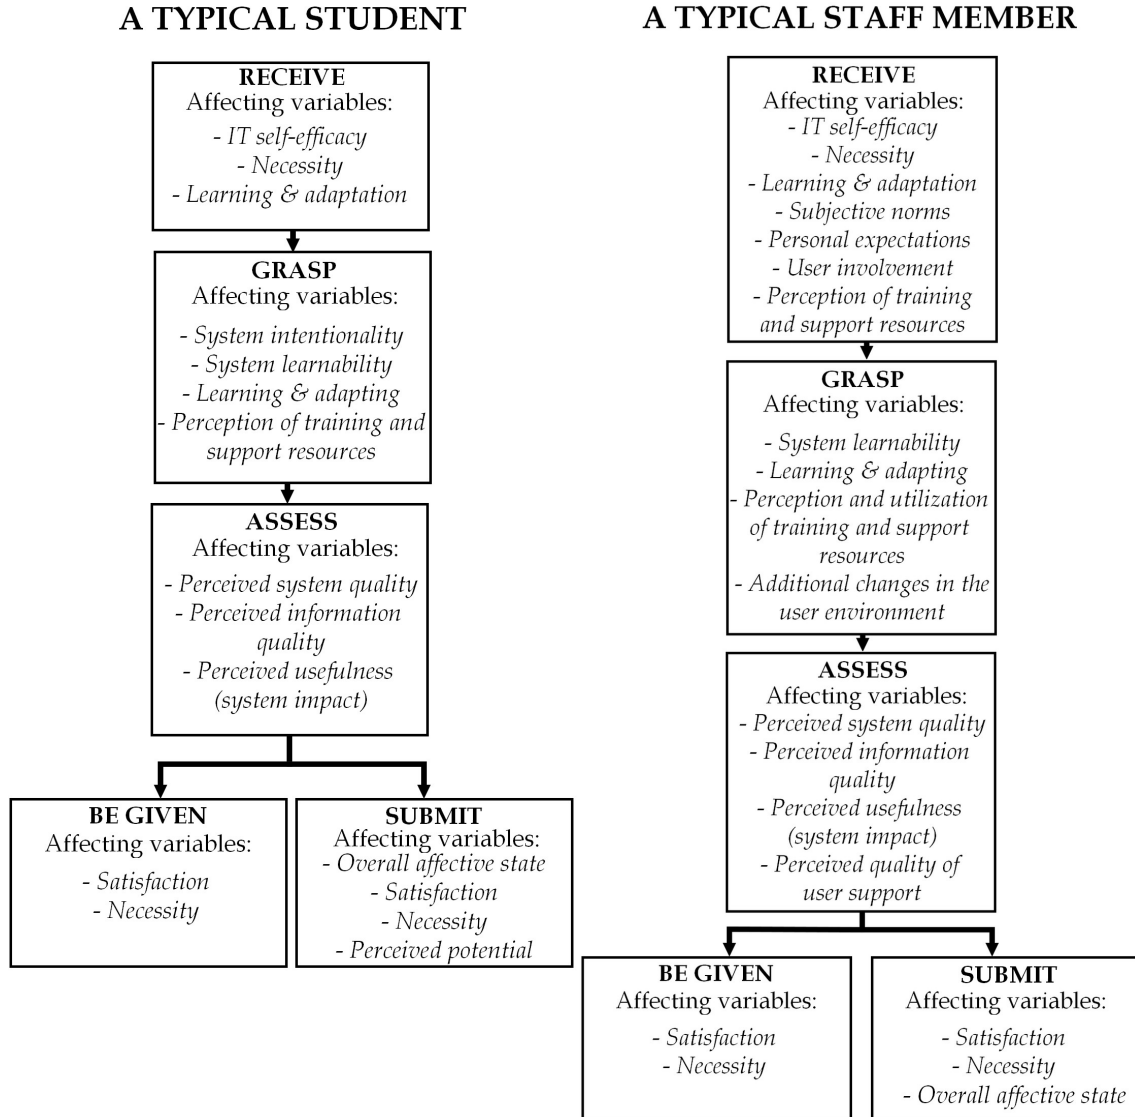 A TYPICAL STUDENT
RECEIVE
Affecting variables:
- IT self-efficacy
- Necessity
- Learning & adaptation
GRASP
Affecting variables:
- System intentionality
- System learnability
- Learning & adapting
- Perception of training and
support resources
ASSESS
Affecting variables:
- Perceived system quality
- Perceived information
quality
- Perceived usefulness
(system impact)
BE GIVEN
Affecting variables:
- Satisfaction
- Necessity
SUBMIT
Affecting variables:
- Overall affective state
- Satisfaction
- Necessity
- Perceived potential
A TYPICAL STAFF MEMBER
RECEIVE
Affecting variables:
- IT self-efficacy
- Necessity
- Learning & adaptation
- Subjective norms
- Personal expectations
- User involvement
- Perception of training
and support resources
GRASP
Affecting variables:
- System learnability
- Learning & adapting
- Perception and utilization
of training and support
resources
- Additional changes in the
user environment
ASSESS
Affecting variables:
- Perceived system quality
- Perceived information
quality
- Perceived usefulness
(system impact)
- Perceived quality of
user support
BE GIVEN
Affecting variables:
- Satisfaction
- Necessity
SUBMIT
Affecting variables:
- Satisfaction
- Necessity
- Overall affective state